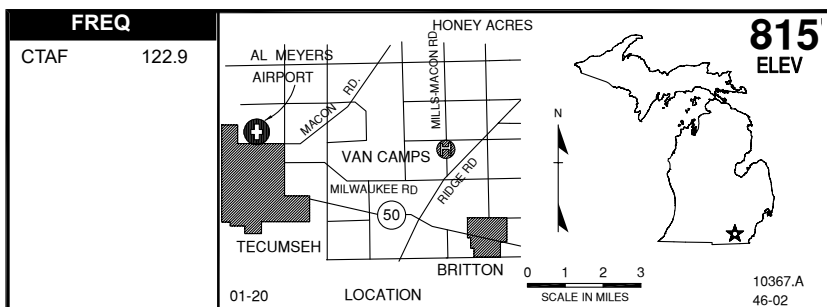 FREQ
CTAF 122.9
HONEY ACRES
AL MEYERS
AIRPORT
MACON RD.
MILLS-MACON RD
VAN CAMPS
H
MILWAUKEE RD
RIDGE RD
50
TECUMSEH
BRITTON
01-20
LOCATION
N
0 1 2 3
SCALE IN MILES
815'
ELEV
10367.A
46-02